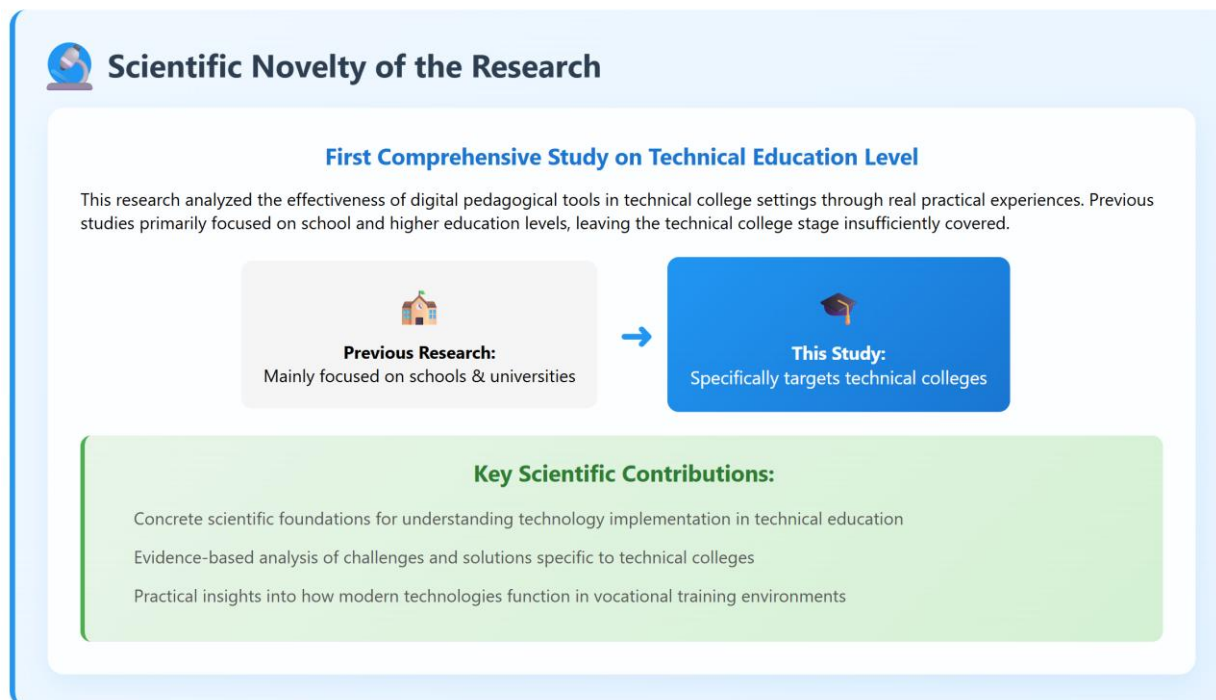 Scientific Novelty of the Research
First Comprehensive Study on Technical Education Level
This research analyzed the effectiveness of digital pedagogical tools in technical college settings through real practical experiences. Previous
studies primarily focused on school and higher education levels, leaving the technical college stage insufficiently covered.
Previous Research:
Mainly focused on schools & universities
This Study:
Specifically targets technical colleges
Key Scientific Contributions:
Concrete scientific foundations for understanding technology implementation in technical education
Evidence-based analysis of challenges and solutions specific to technical colleges
Practical insights into how modern technologies function in vocational training environments